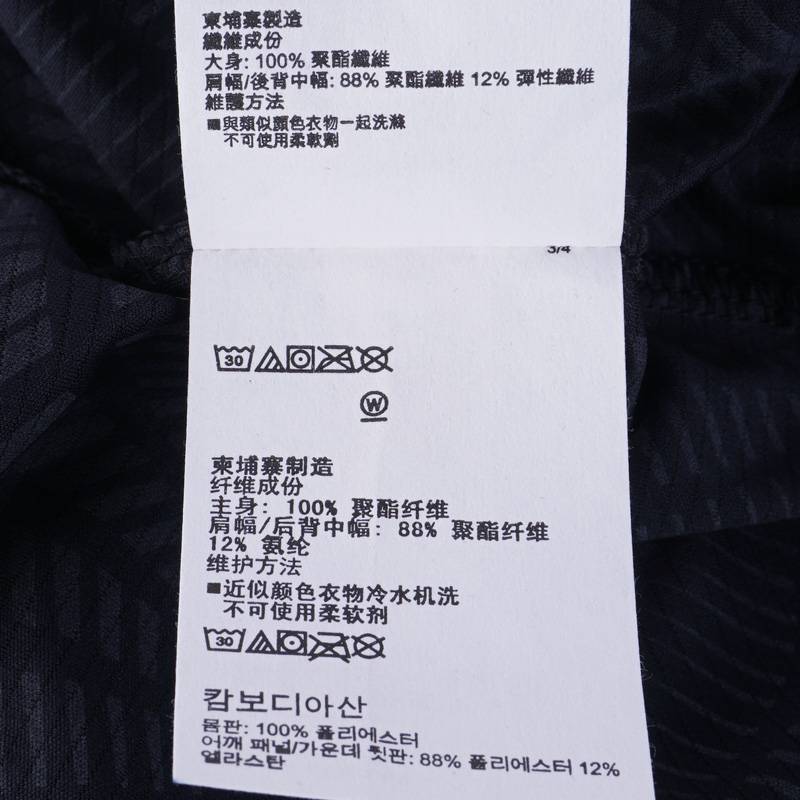 柬埔寨製造
纖維成份
大身: 100% 聚酯纖維
肩幅/後背中幅: 88% 聚酯纖維 12% 彈性纖維
維護方法
■與類似顏色衣物一起洗滌
不可使用柔軟劑
3/4
30
W
柬埔寨制造
纤维成份
主身: 100% 聚酯纤维
肩幅/后背中幅: 88% 聚酯纤维
12% 氨纶
维护方法
■近似颜色衣物冷水机洗
不可使用柔软剂
30
캄보디아산
몸판: 100% 폴리에스터
어깨 패널/가운데 뒷판: 88% 폴리에스터 12%
엘라스탄